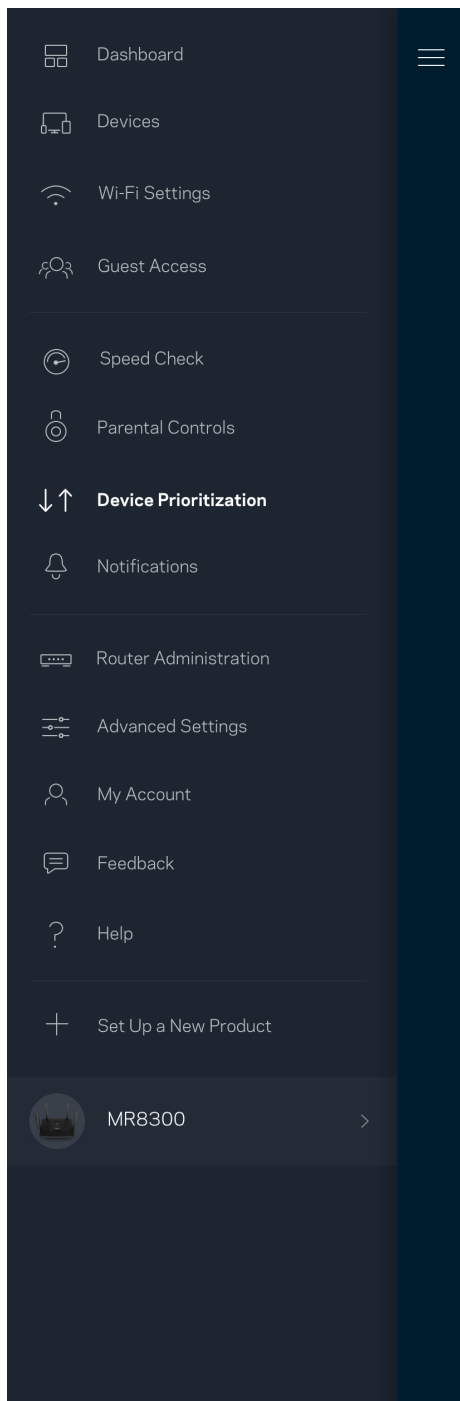 Dashboard
Devices
Wi-Fi Settings
Guest Access
Speed Check
Parental Controls
Device Prioritization
Notifications
Router Administration
Advanced Settings
My Account
Feedback
Help
Set Up a New Product
MR8300